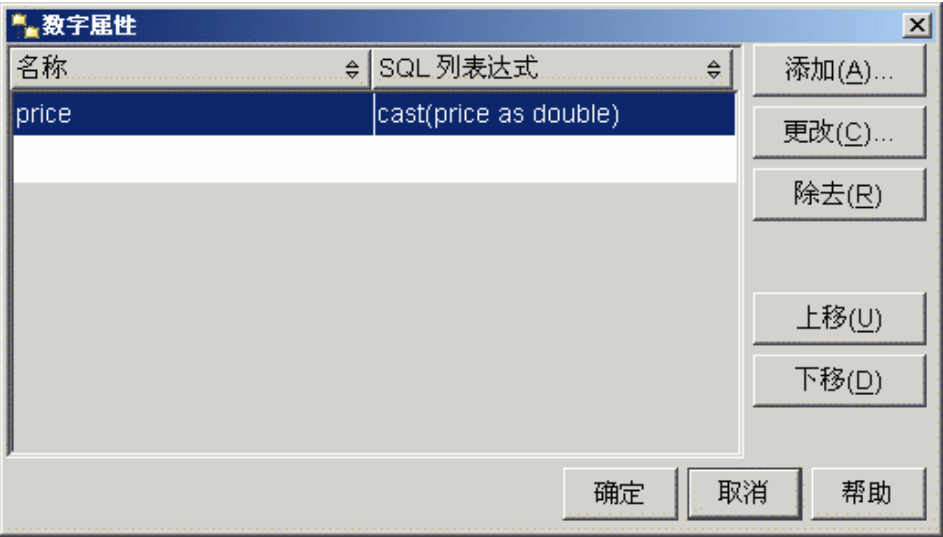 数字属性
名称 SQL 列表达式
price cast(price as double)
添加(A)...
更改(C)...
除去(R)
上移(U)
下移(D)
确定 取消 帮助